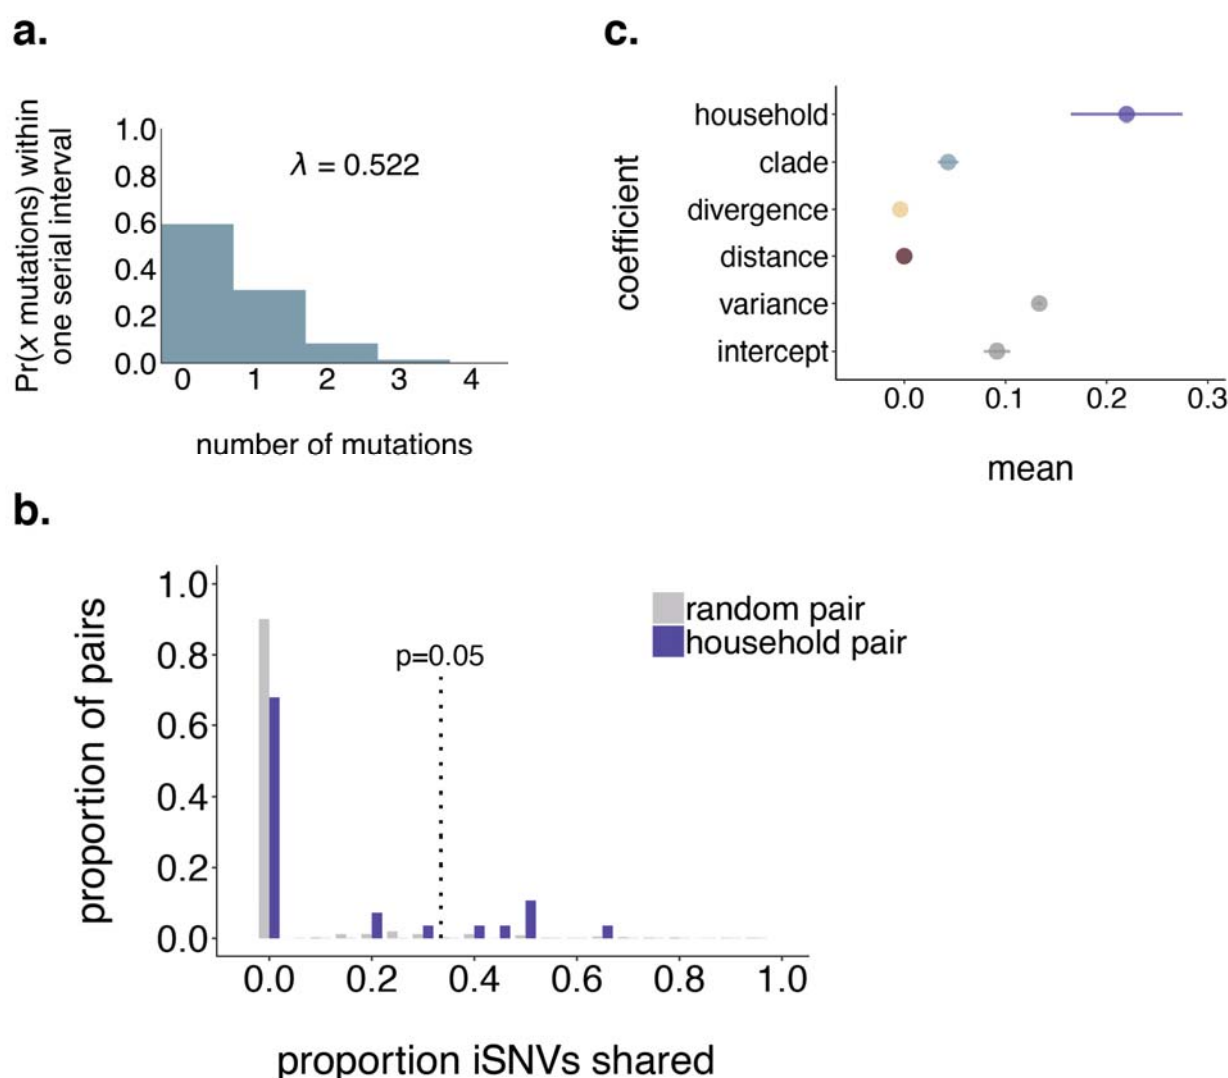 a.
Pr(x mutations) within
one serial interval
1.0
0.8
0.6
0.4
0.2
0.0
λ = 0.522
0 1 2 3 4
number of mutations
c.
coefficient
household
clade
divergence
distance
variance
intercept
0.0 0.1 0.2 0.3
mean
b.
proportion of pairs
1.0
0.8
0.6
0.4
0.2
0.0
p=0.05
random pair
household pair
0.0 0.2 0.4 0.6 0.8 1.0
proportion iSNVs shared